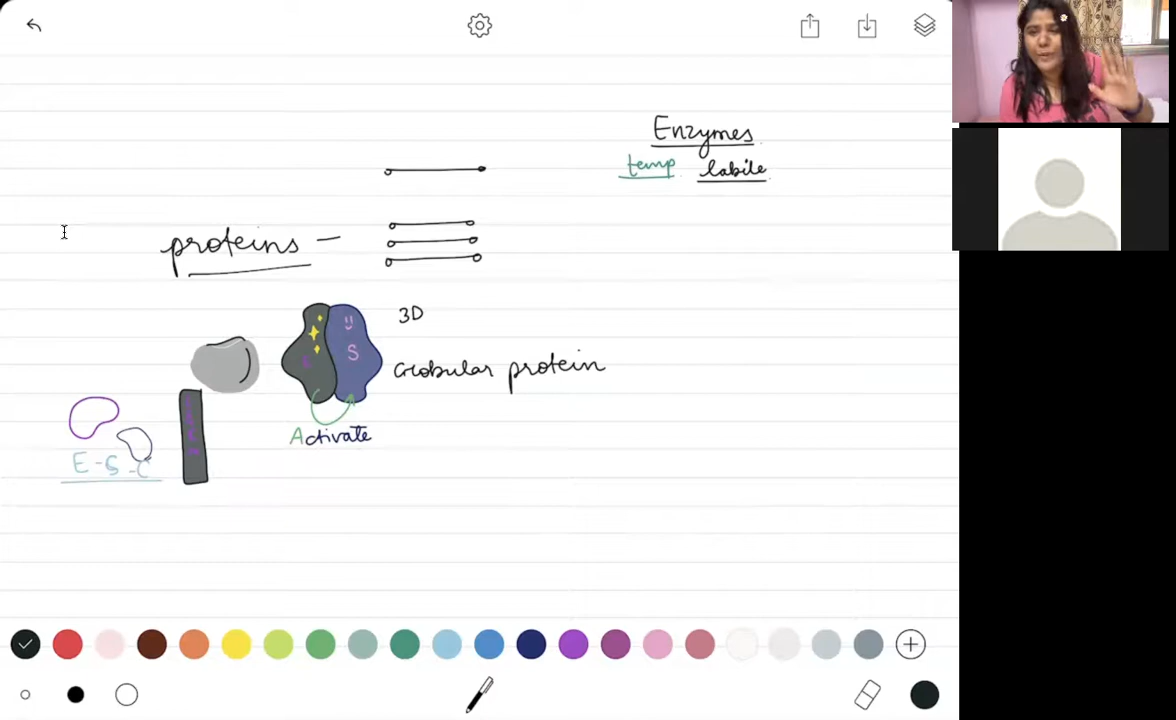 Enzymes
temp labile
proteins –
3D
S
Globular protein
Activate
E-S-C